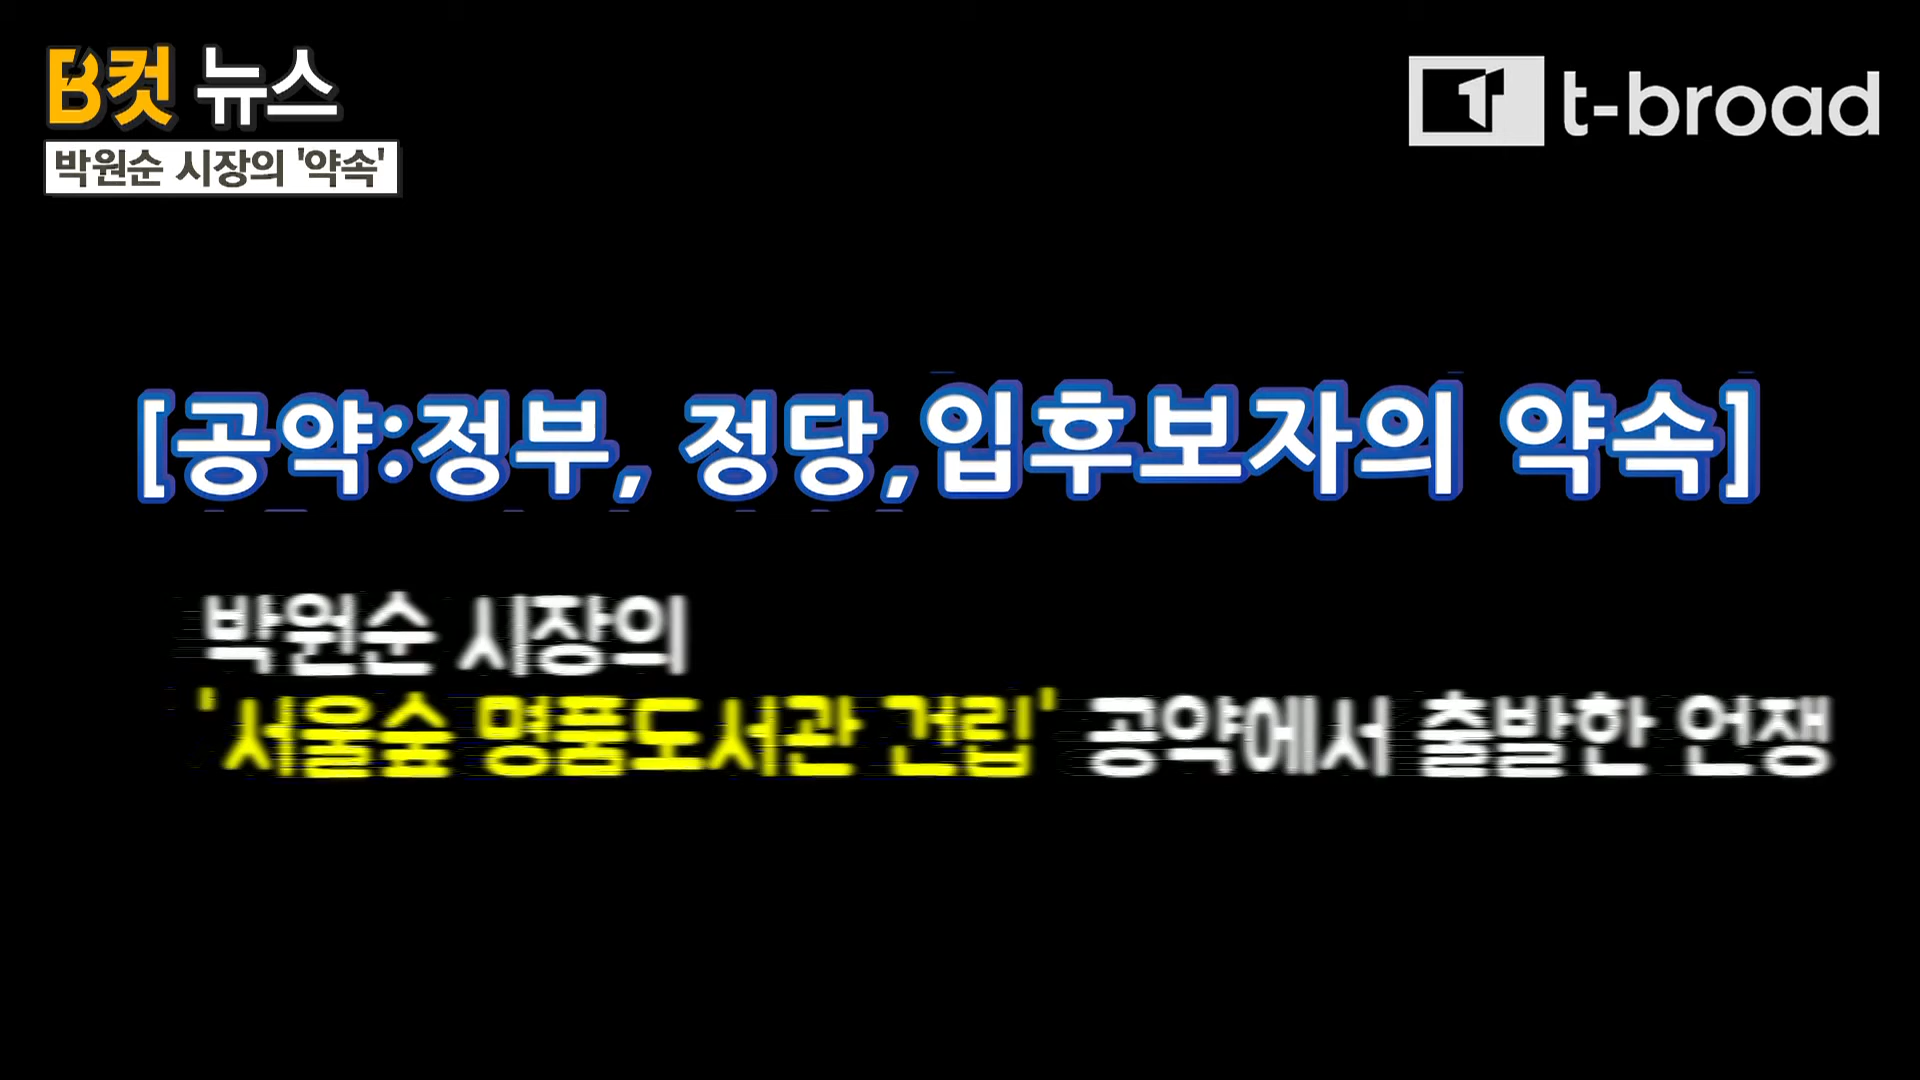 B컷 뉴스
박원순 시장의 '약속'
t-broad
[공약:정부, 정당,입후보자의 약속]
박원순 시장의
'서울숲 명품도서관 건립' 공약에서 출발한 언쟁